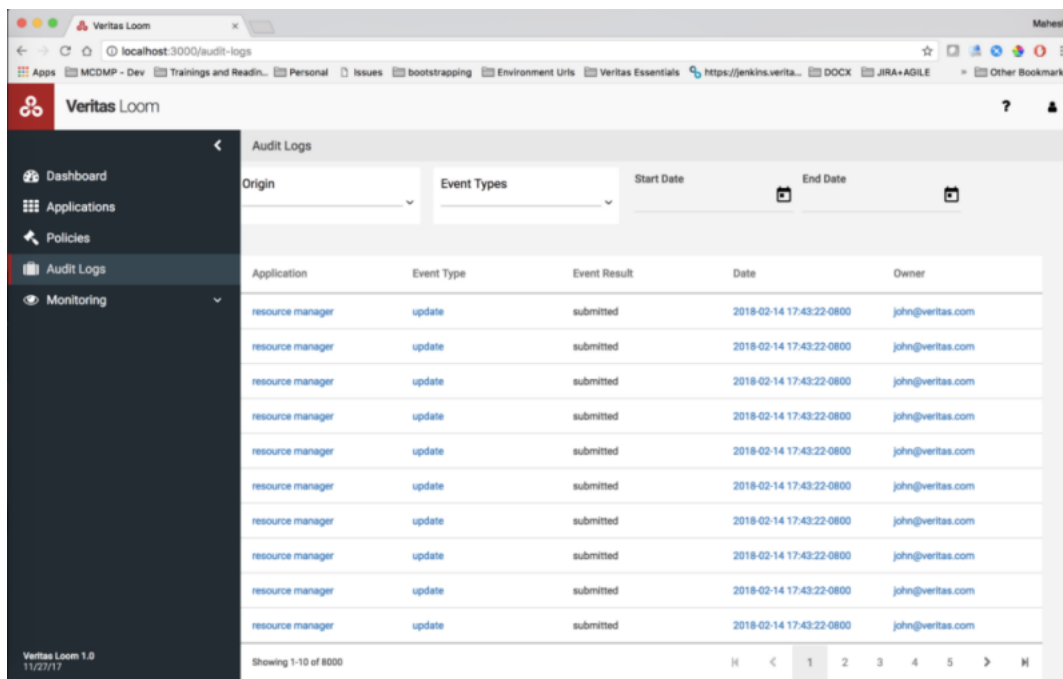 Veritas Loom
Mahes
localhost:3000/audit-logs
Apps MCDMP - Dev Trainings and Readin... Personal Issues bootstrapping Environment Urls Veritas Essentials https://jenkins.verita... DOCX JIRA+AGILE » Other Bookmark
Veritas Loom ?
Audit Logs
Dashboard
Applications
Policies
Audit Logs
Monitoring
Origin Event Types Start Date End Date
Application Event Type Event Result Date Owner
resource manager update submitted 2018-02-14 17:43:22-0800 john@veritas.com
resource manager update submitted 2018-02-14 17:43:22-0800 john@veritas.com
resource manager update submitted 2018-02-14 17:43:22-0800 john@veritas.com
resource manager update submitted 2018-02-14 17:43:22-0800 john@veritas.com
resource manager update submitted 2018-02-14 17:43:22-0800 john@veritas.com
resource manager update submitted 2018-02-14 17:43:22-0800 john@veritas.com
resource manager update submitted 2018-02-14 17:43:22-0800 john@veritas.com
resource manager update submitted 2018-02-14 17:43:22-0800 john@veritas.com
resource manager update submitted 2018-02-14 17:43:22-0800 john@veritas.com
resource manager update submitted 2018-02-14 17:43:22-0800 john@veritas.com
Veritas Loom 1.0
11/27/17
Showing 1-10 of 8000 1 2 3 4 5